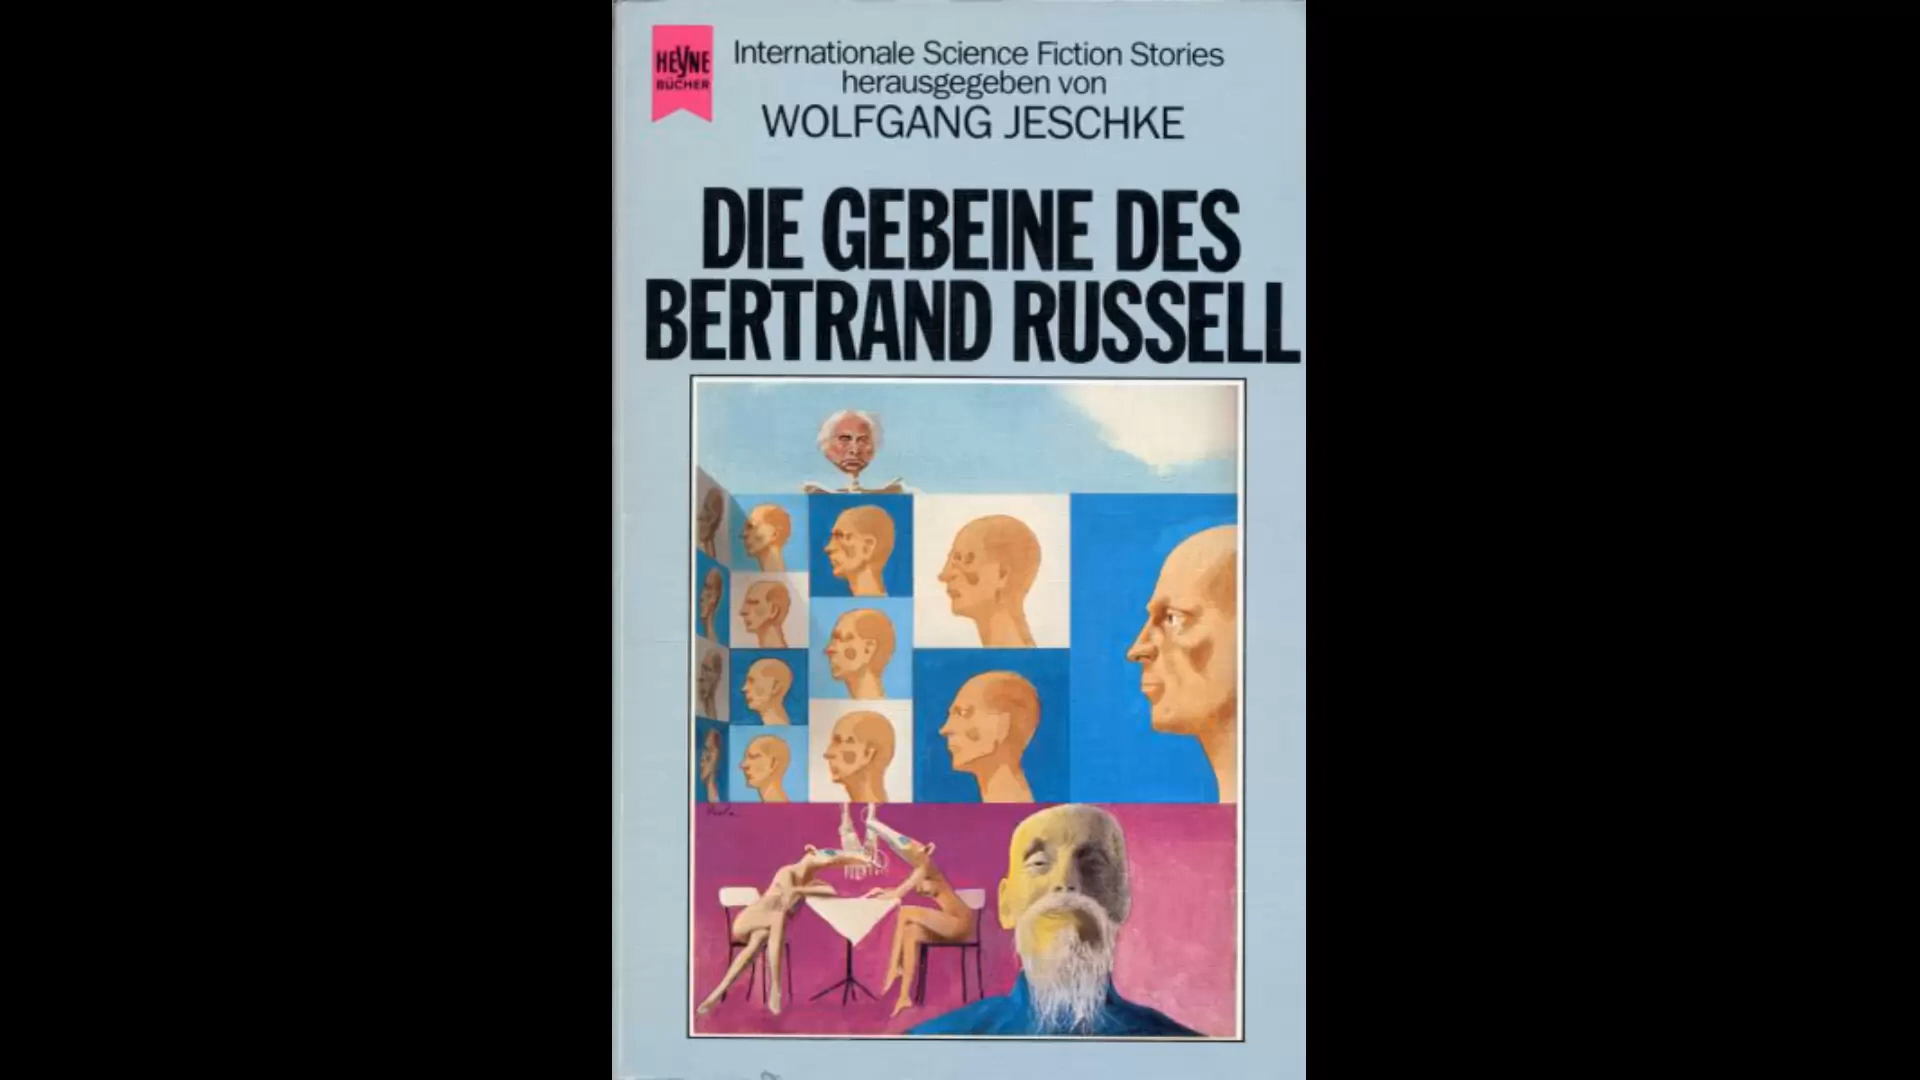 HEYNE
BÜCHER
Internationale Science Fiction Stories
herausgegeben von
WOLFGANG JESCHKE
DIE GEBEINE DES
BERTRAND RUSSELL